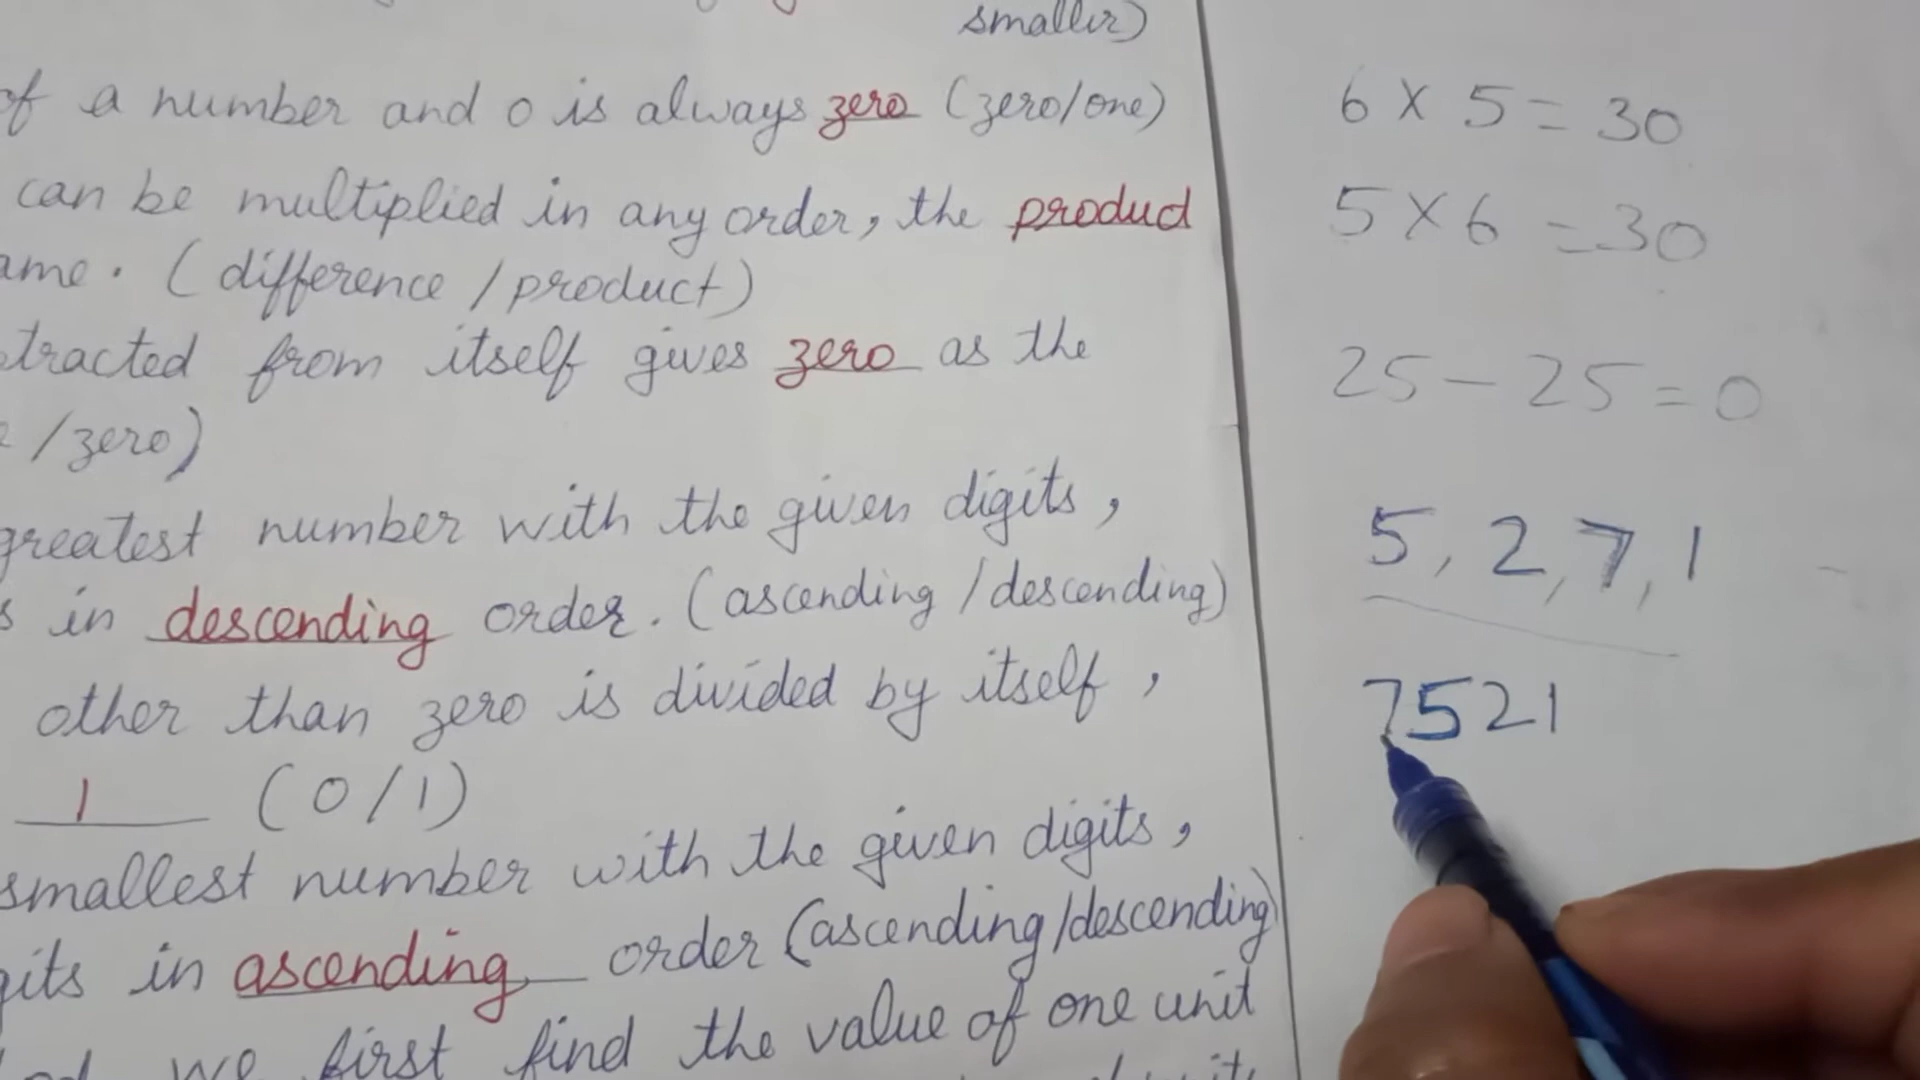 smaller)
of a number and 0 is always zero (zero/one)
can be multiplied in any order, the product
ame. (difference / product)
tracted from itself gives zero as the
/zero)
greatest number with the given digits,
s in descending order. (ascending / descending)
other than zero is divided by itself,
1 (0/1)
smallest number with the given digits,
gits in ascending order (ascending/descending)
we first find the value of one unit
6 X 5 = 30
5 X 6 = 30
25 - 25 = 0
5, 2, 7, 1
7521